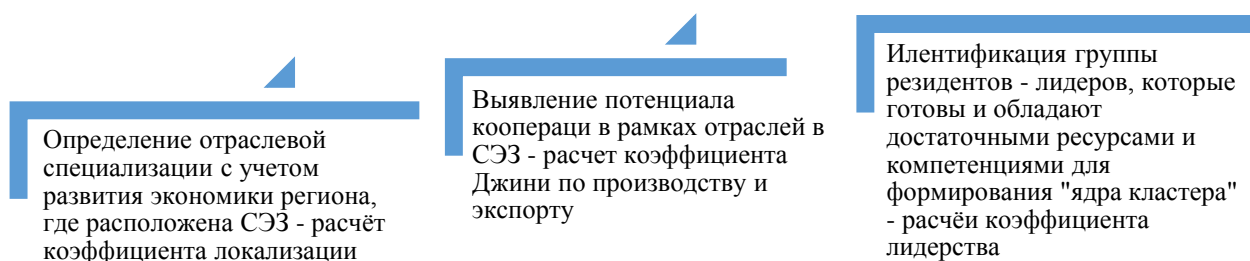 Определение отраслевой
специализации с учетом
развития экономики региона,
где расположена СЭЗ - расчёт
коэффициента локализации
Выявление потенциала
коопераци в рамках отраслей в
СЭЗ - расчет коэффициента
Джини по производству и
экспорту
Илентификация группы
резидентов - лидеров, которые
готовы и обладают
достаточными ресурсами и
компетенциями для
формирования "ядра кластера"
- расчёи коэффициента
лидерства